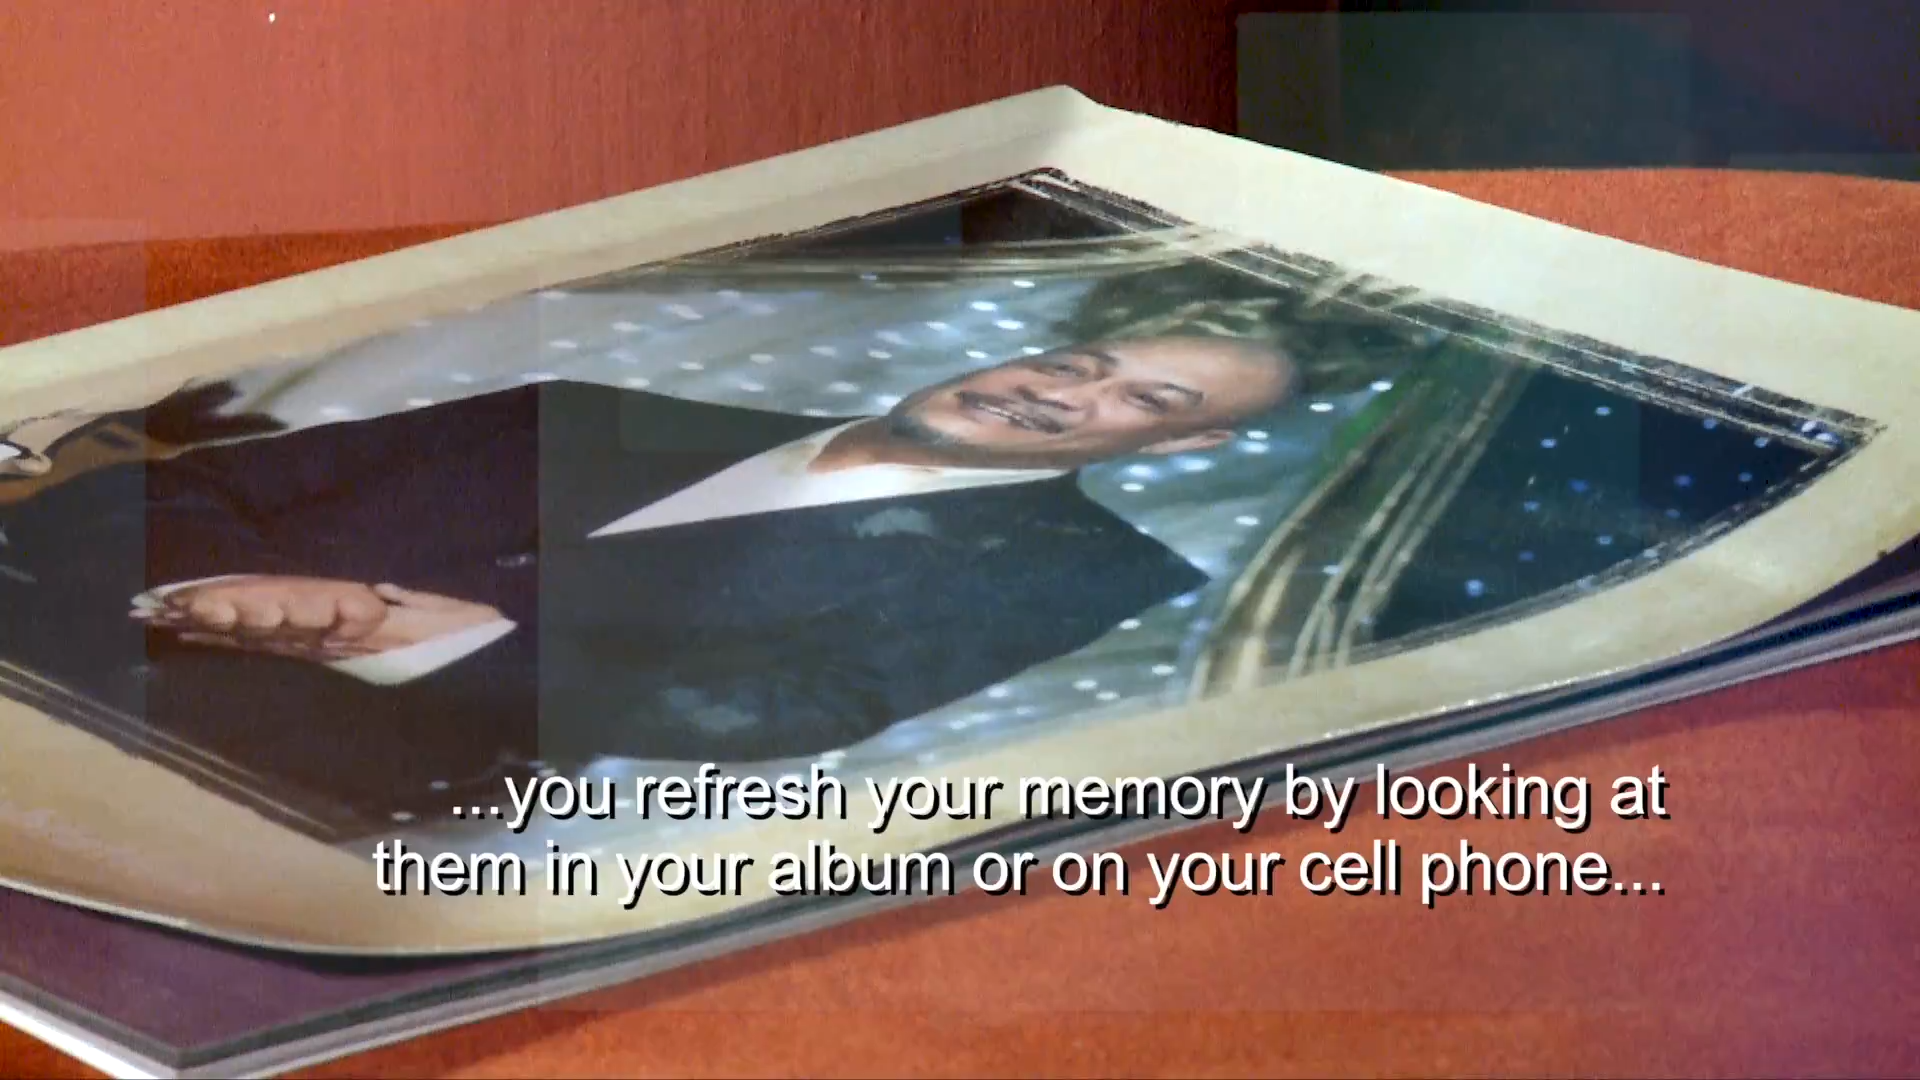 ...you refresh your memory by looking at
them in your album or on your cell phone...